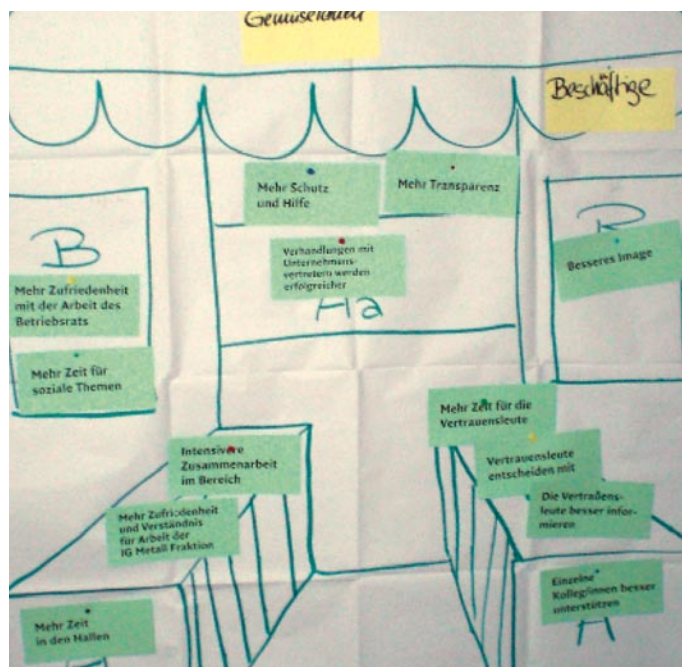 Gemüseladen
Beschäftige
Mehr Schutz
und Hilfe
Mehr Transparenz
B
R
Verhandlungen mit
Unternehmens-
vertretern werden
erfolgreicher
Besseres Image
Mehr Zufriedenheit
mit der Arbeit des
Betriebsrats
Ha
Mehr Zeit für
soziale Themen
Mehr Zeit für die
Vertrauensleute
Intensivere
Zusammenarbeit
im Bereich
Vertrauensleute
entscheiden mit
Mehr Zufriedenheit
und Verständnis
für Arbeit der
IG Metall Fraktion
Die Vertrauens-
leute besser infor-
mieren
Einzelne
Kolleg/innen besser
unterstützen
Mehr Zeit
in den Hallen